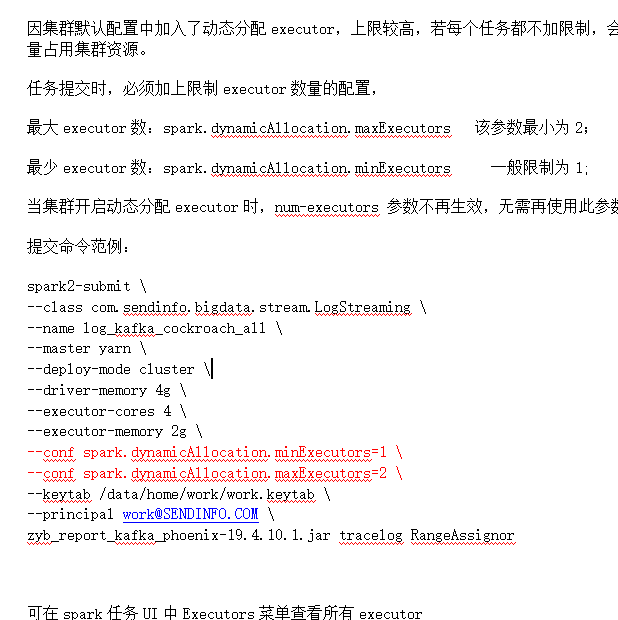 因集群默认配置中加入了动态分配 executor，上限较高，若每个任务都不加限制，会
量占用集群资源。
任务提交时，必须加上限制 executor 数量的配置，
最大 executor 数：spark.dynamicAllocation.maxExecutors 该参数最小为 2；
最少 executor 数：spark.dynamicAllocation.minExecutors 一般限制为 1；
当集群开启动态分配 executor 时，num-executors 参数不再生效，无需再使用此参数
提交命令范例：
spark2-submit \
--class com.sendinfo.bigdata.stream.LogStreaming \
--name log_kafka_cockroach_all \
--master yarn \
--deploy-mode cluster \
--driver-memory 4g \
--executor-cores 4 \
--executor-memory 2g \
--conf spark.dynamicAllocation.minExecutors=1 \
--conf spark.dynamicAllocation.maxExecutors=2 \
--keytab /data/home/work/work.keytab \
--principal work@SENDINFO.COM \
zyb_report_kafka_phoenix-19.4.10.1.jar tracelog RangeAssignor
可在 spark 任务 UI 中 Executors 菜单查看所有 executor